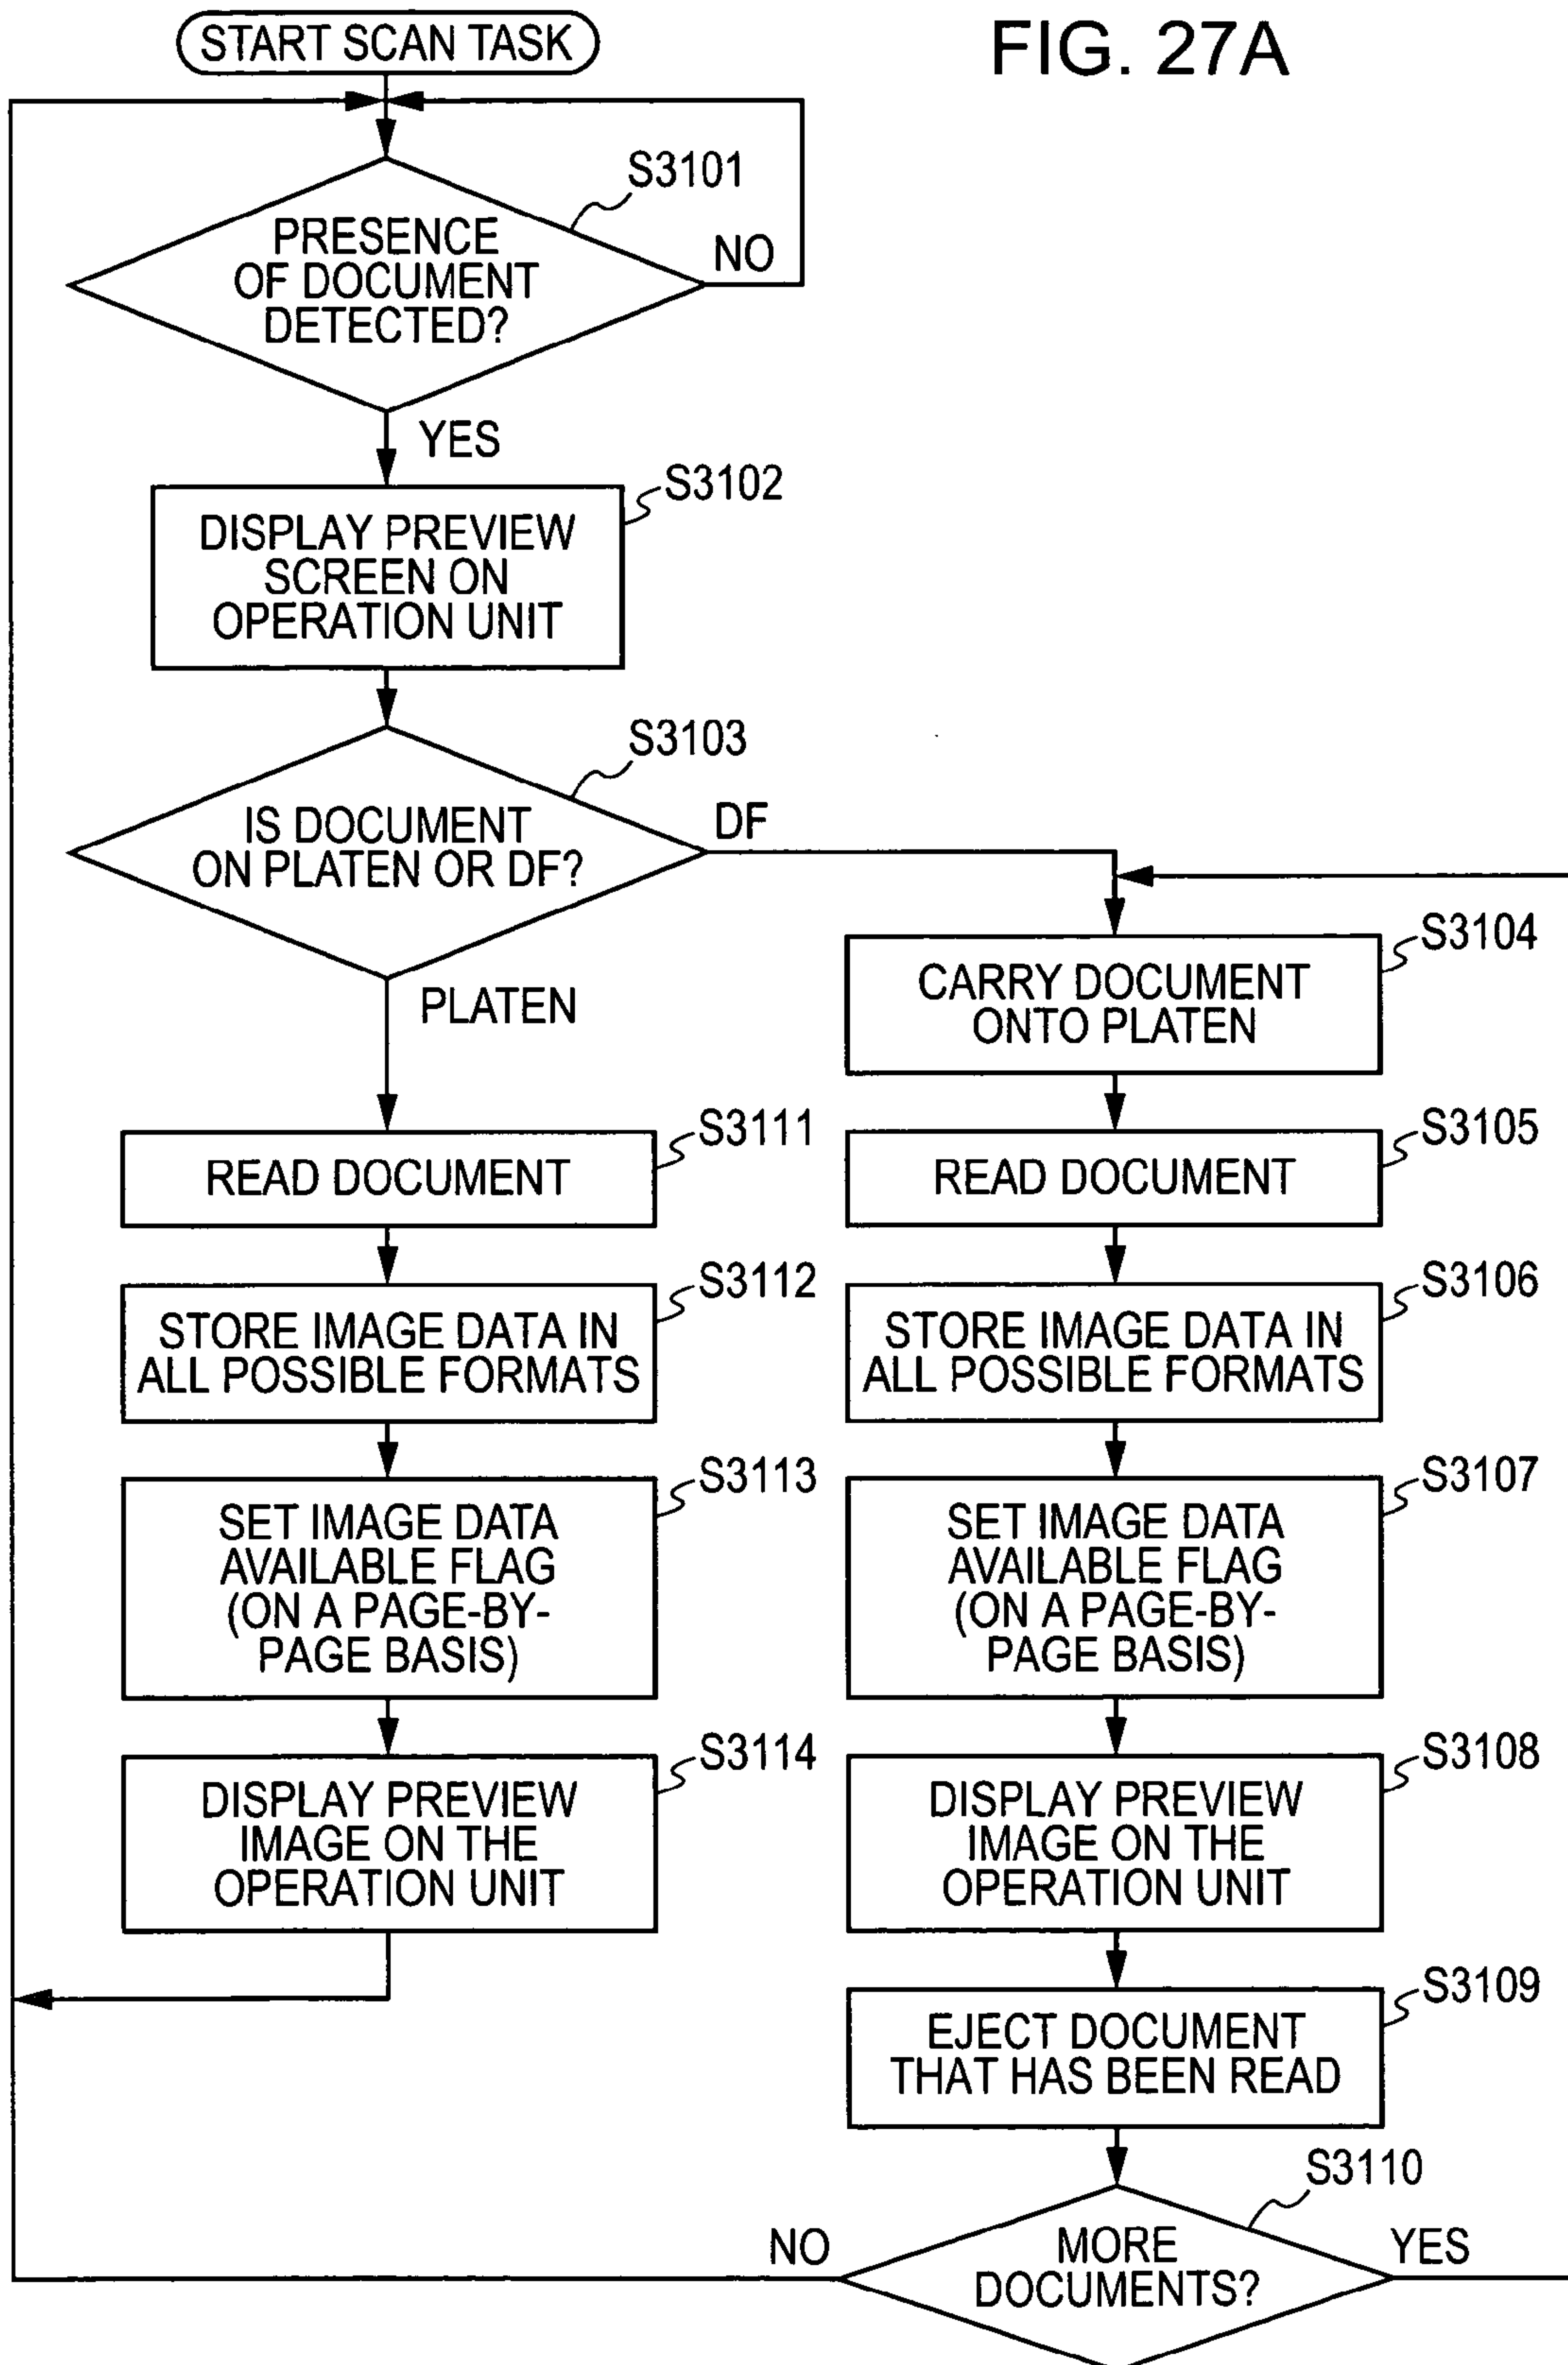 FIG. 27A
START SCAN TASK
S3101
PRESENCE
OF DOCUMENT
DETECTED?
NO
YES
S3102
DISPLAY PREVIEW
SCREEN ON
OPERATION UNIT
S3103
IS DOCUMENT
ON PLATEN OR DF?
DF
PLATEN
S3104
CARRY DOCUMENT
ONTO PLATEN
S3111
READ DOCUMENT
S3105
READ DOCUMENT
S3112
STORE IMAGE DATA IN
ALL POSSIBLE FORMATS
S3106
STORE IMAGE DATA IN
ALL POSSIBLE FORMATS
S3113
SET IMAGE DATA
AVAILABLE FLAG
(ON A PAGE-BY-
PAGE BASIS)
S3107
SET IMAGE DATA
AVAILABLE FLAG
(ON A PAGE-BY-
PAGE BASIS)
S3114
DISPLAY PREVIEW
IMAGE ON THE
OPERATION UNIT
S3108
DISPLAY PREVIEW
IMAGE ON THE
OPERATION UNIT
S3109
EJECT DOCUMENT
THAT HAS BEEN READ
S3110
NO
MORE
DOCUMENTS?
YES